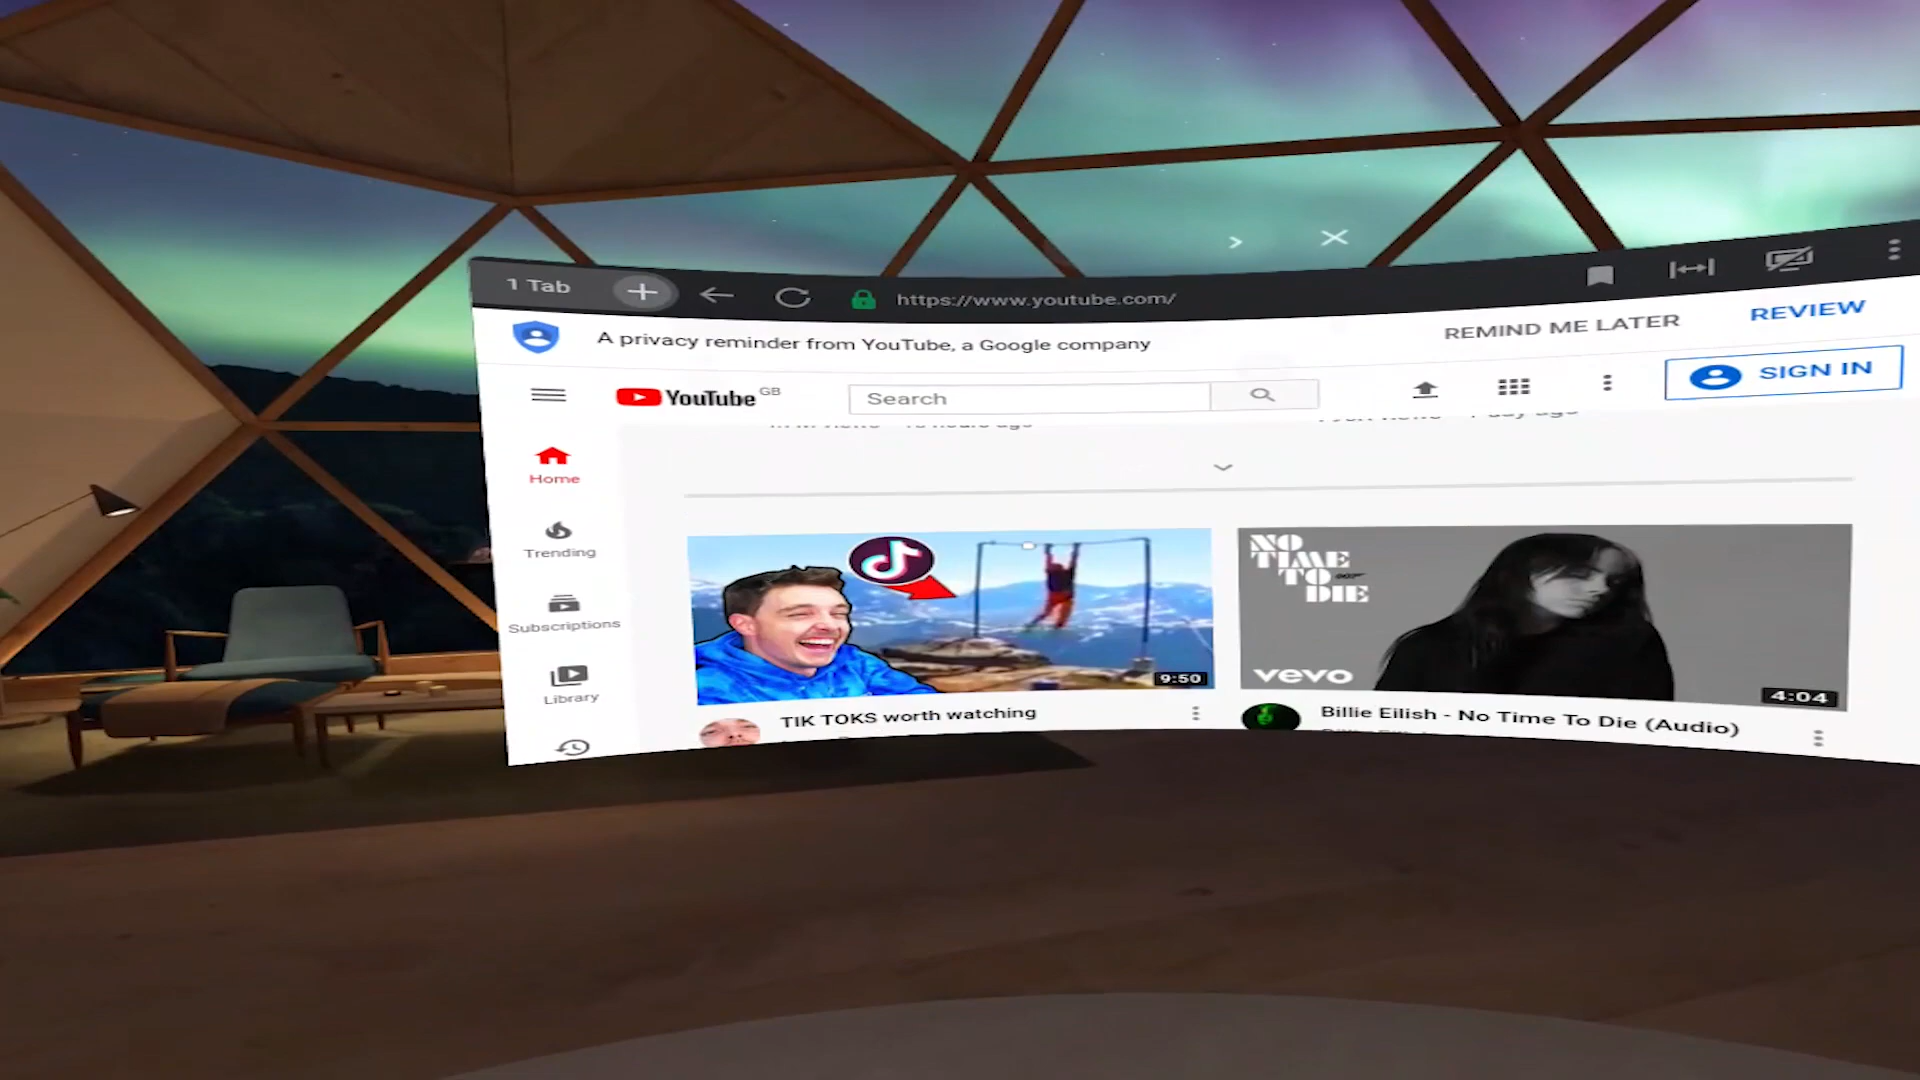 1 Tab
https://www.youtube.com/
A privacy reminder from YouTube, a Google company
REMIND ME LATER
REVIEW
YouTube GB
Search
SIGN IN
Home
Trending
Subscriptions
Library
9:50
NO
TIME
TO 007
DIE
vevo
4:04
TIK TOKS worth watching
Billie Eilish - No Time To Die (Audio)